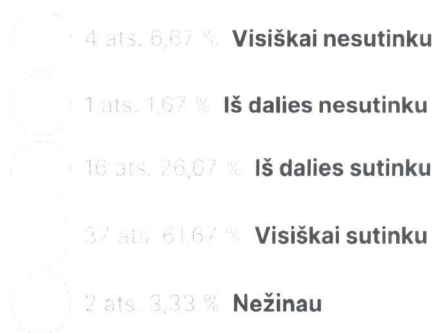 4 ats. 6,67 % Visiškai nesutinku
1 ats. 1,67 % Iš dalies nesutinku
16 ats. 26,67 % Iš dalies sutinku
37 ats. 61,67 % Visiškai sutinku
2 ats. 3,33 % Nežinau